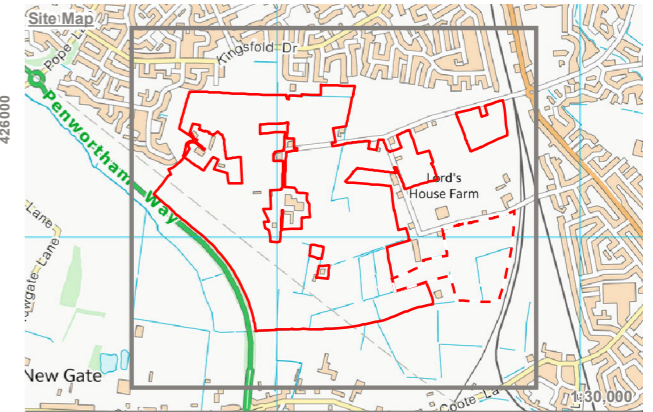 Site Map
Pope L
Kingsfold Dr
426000
Penwortham Way
Lord's
House Farm
Lane
wgate Lane
New Gate
Coote La
1:30,000